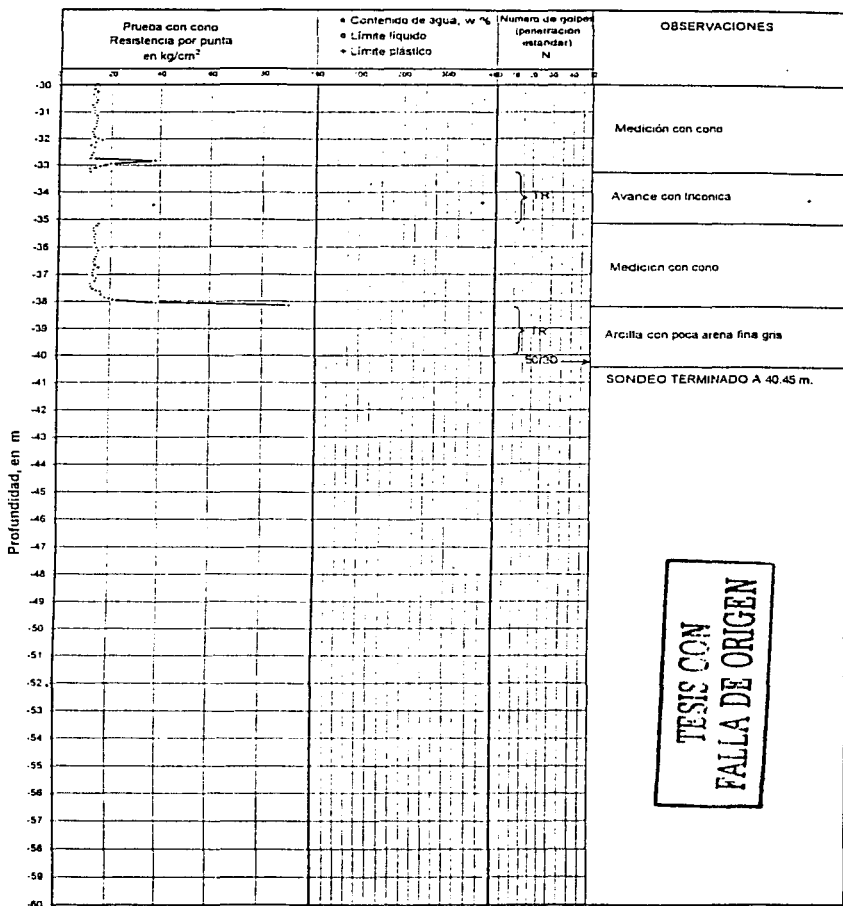 Prueba con cono
Resistencia por punta
en kg/cm²
• Contenido de agua, w %
• Límite líquido
+ Límite plástico
Numero de golpes
(penetración
estándar)
N
OBSERVACIONES
20 40 60 80 100 200 300
Profundidad, en m
-30
-31
-32
-33
-34
-35
-36
-37
-38
-39
-40
-41
-42
-43
-44
-45
-46
-47
-48
-49
-50
-51
-52
-53
-54
-55
-56
-57
-58
-59
-60
Medición con cono
TR
Avance con triconica
Medicion con cono
TR
Arcilla con poca arena fina gris
50/30
SONDEO TERMINADO A 40.45 m.
TESIS CON
FALLA DE ORIGEN